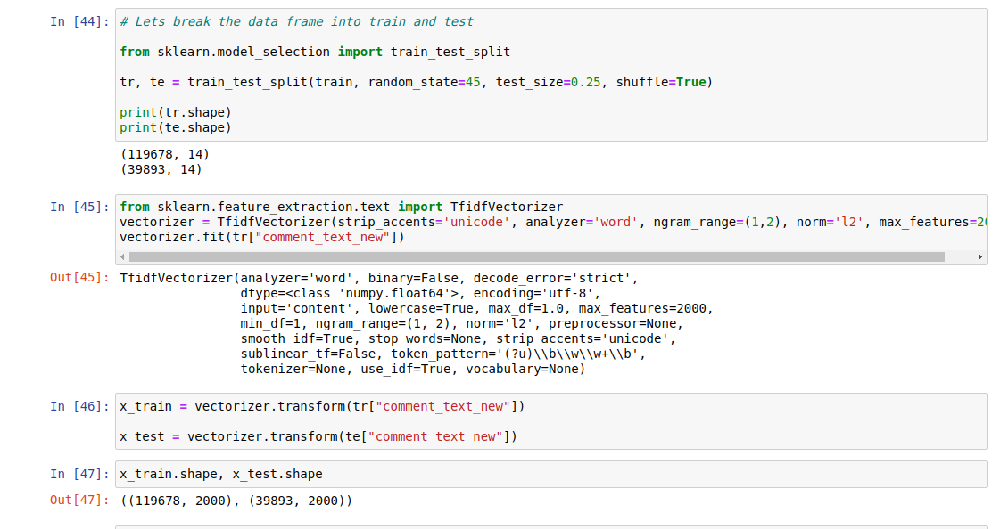 In [44]: # Lets break the data frame into train and test
from sklearn.model_selection import train_test_split
tr, te = train_test_split(train, random_state=45, test_size=0.25, shuffle=True)
print(tr.shape)
print(te.shape)
(119678, 14)
(39893, 14)
In [45]: from sklearn.feature_extraction.text import TfidfVectorizer
vectorizer = TfidfVectorizer(strip_accents='unicode', analyzer='word', ngram_range=(1,2), norm='l2', max_features=20
vectorizer.fit(tr["comment_text_new"])
Out[45]: TfidfVectorizer(analyzer='word', binary=False, decode_error='strict',
dtype=<class 'numpy.float64'>, encoding='utf-8',
input='content', lowercase=True, max_df=1.0, max_features=2000,
min_df=1, ngram_range=(1, 2), norm='l2', preprocessor=None,
smooth_idf=True, stop_words=None, strip_accents='unicode',
sublinear_tf=False, token_pattern='(?u)\\b\\w\\w+\\b',
tokenizer=None, use_idf=True, vocabulary=None)
In [46]: x_train = vectorizer.transform(tr["comment_text_new"])
x_test = vectorizer.transform(te["comment_text_new"])
In [47]: x_train.shape, x_test.shape
Out[47]: ((119678, 2000), (39893, 2000))